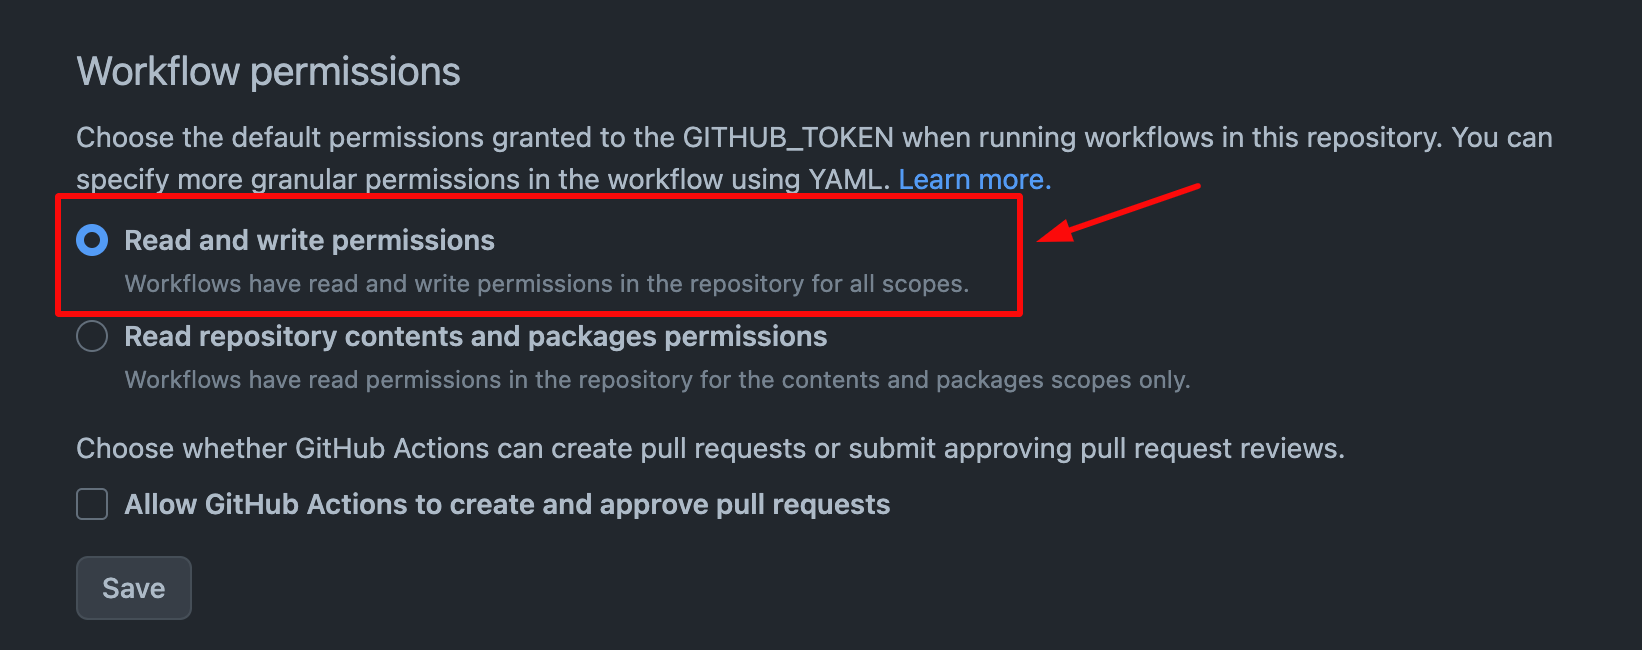 Workflow permissions
Choose the default permissions granted to the GITHUB_TOKEN when running workflows in this repository. You can
specify more granular permissions in the workflow using YAML. Learn more.
Read and write permissions
Workflows have read and write permissions in the repository for all scopes.
Read repository contents and packages permissions
Workflows have read permissions in the repository for the contents and packages scopes only.
Choose whether GitHub Actions can create pull requests or submit approving pull request reviews.
Allow GitHub Actions to create and approve pull requests
Save